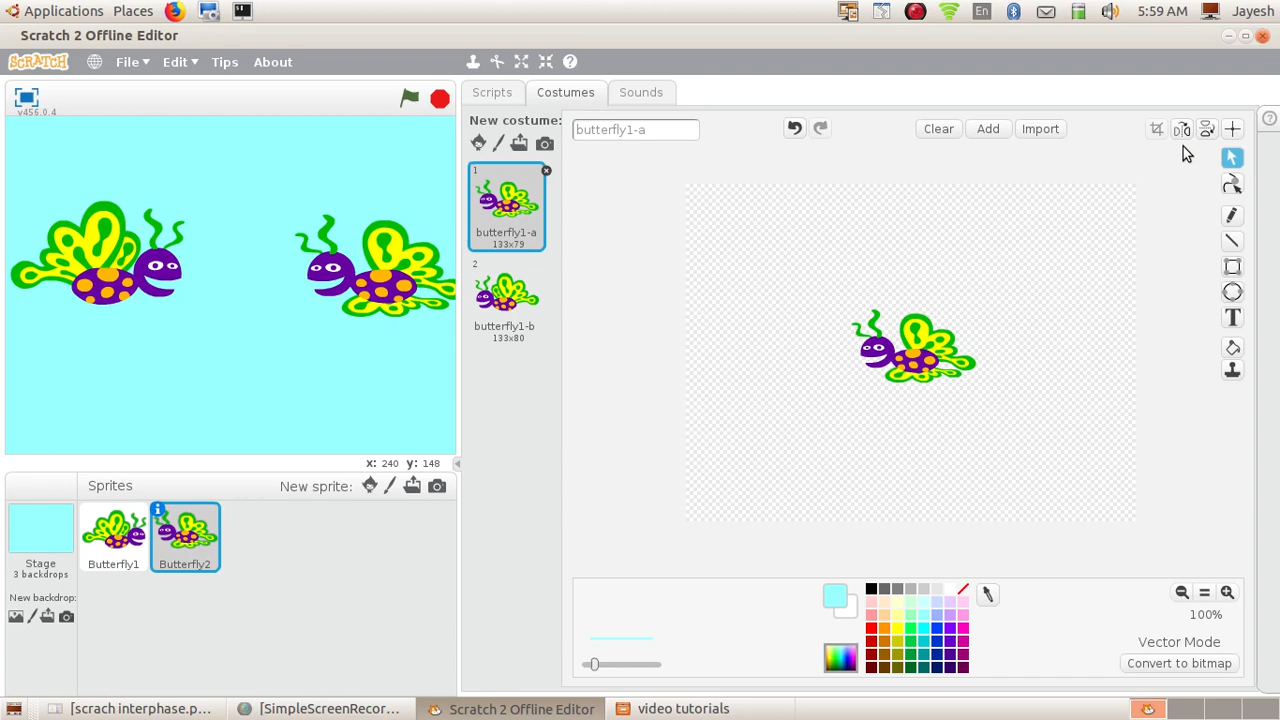 Applications Places En 5:59 AM Jayesh
Scratch 2 Offline Editor
SCRATCH File Edit Tips About
v456.0.4
Scripts Costumes Sounds
New costume:
butterfly1-a
Clear Add Import
1
butterfly1-a
133x79
2
butterfly1-b
133x80
T
x: 240 y: 148
Sprites New sprite:
Stage
3 backdrops
New backdrop:
Butterfly1 Butterfly2
100%
Vector Mode
Convert to bitmap
[scrach interphase.p... [SimpleScreenRecor... Scratch 2 Offline Editor video tutorials